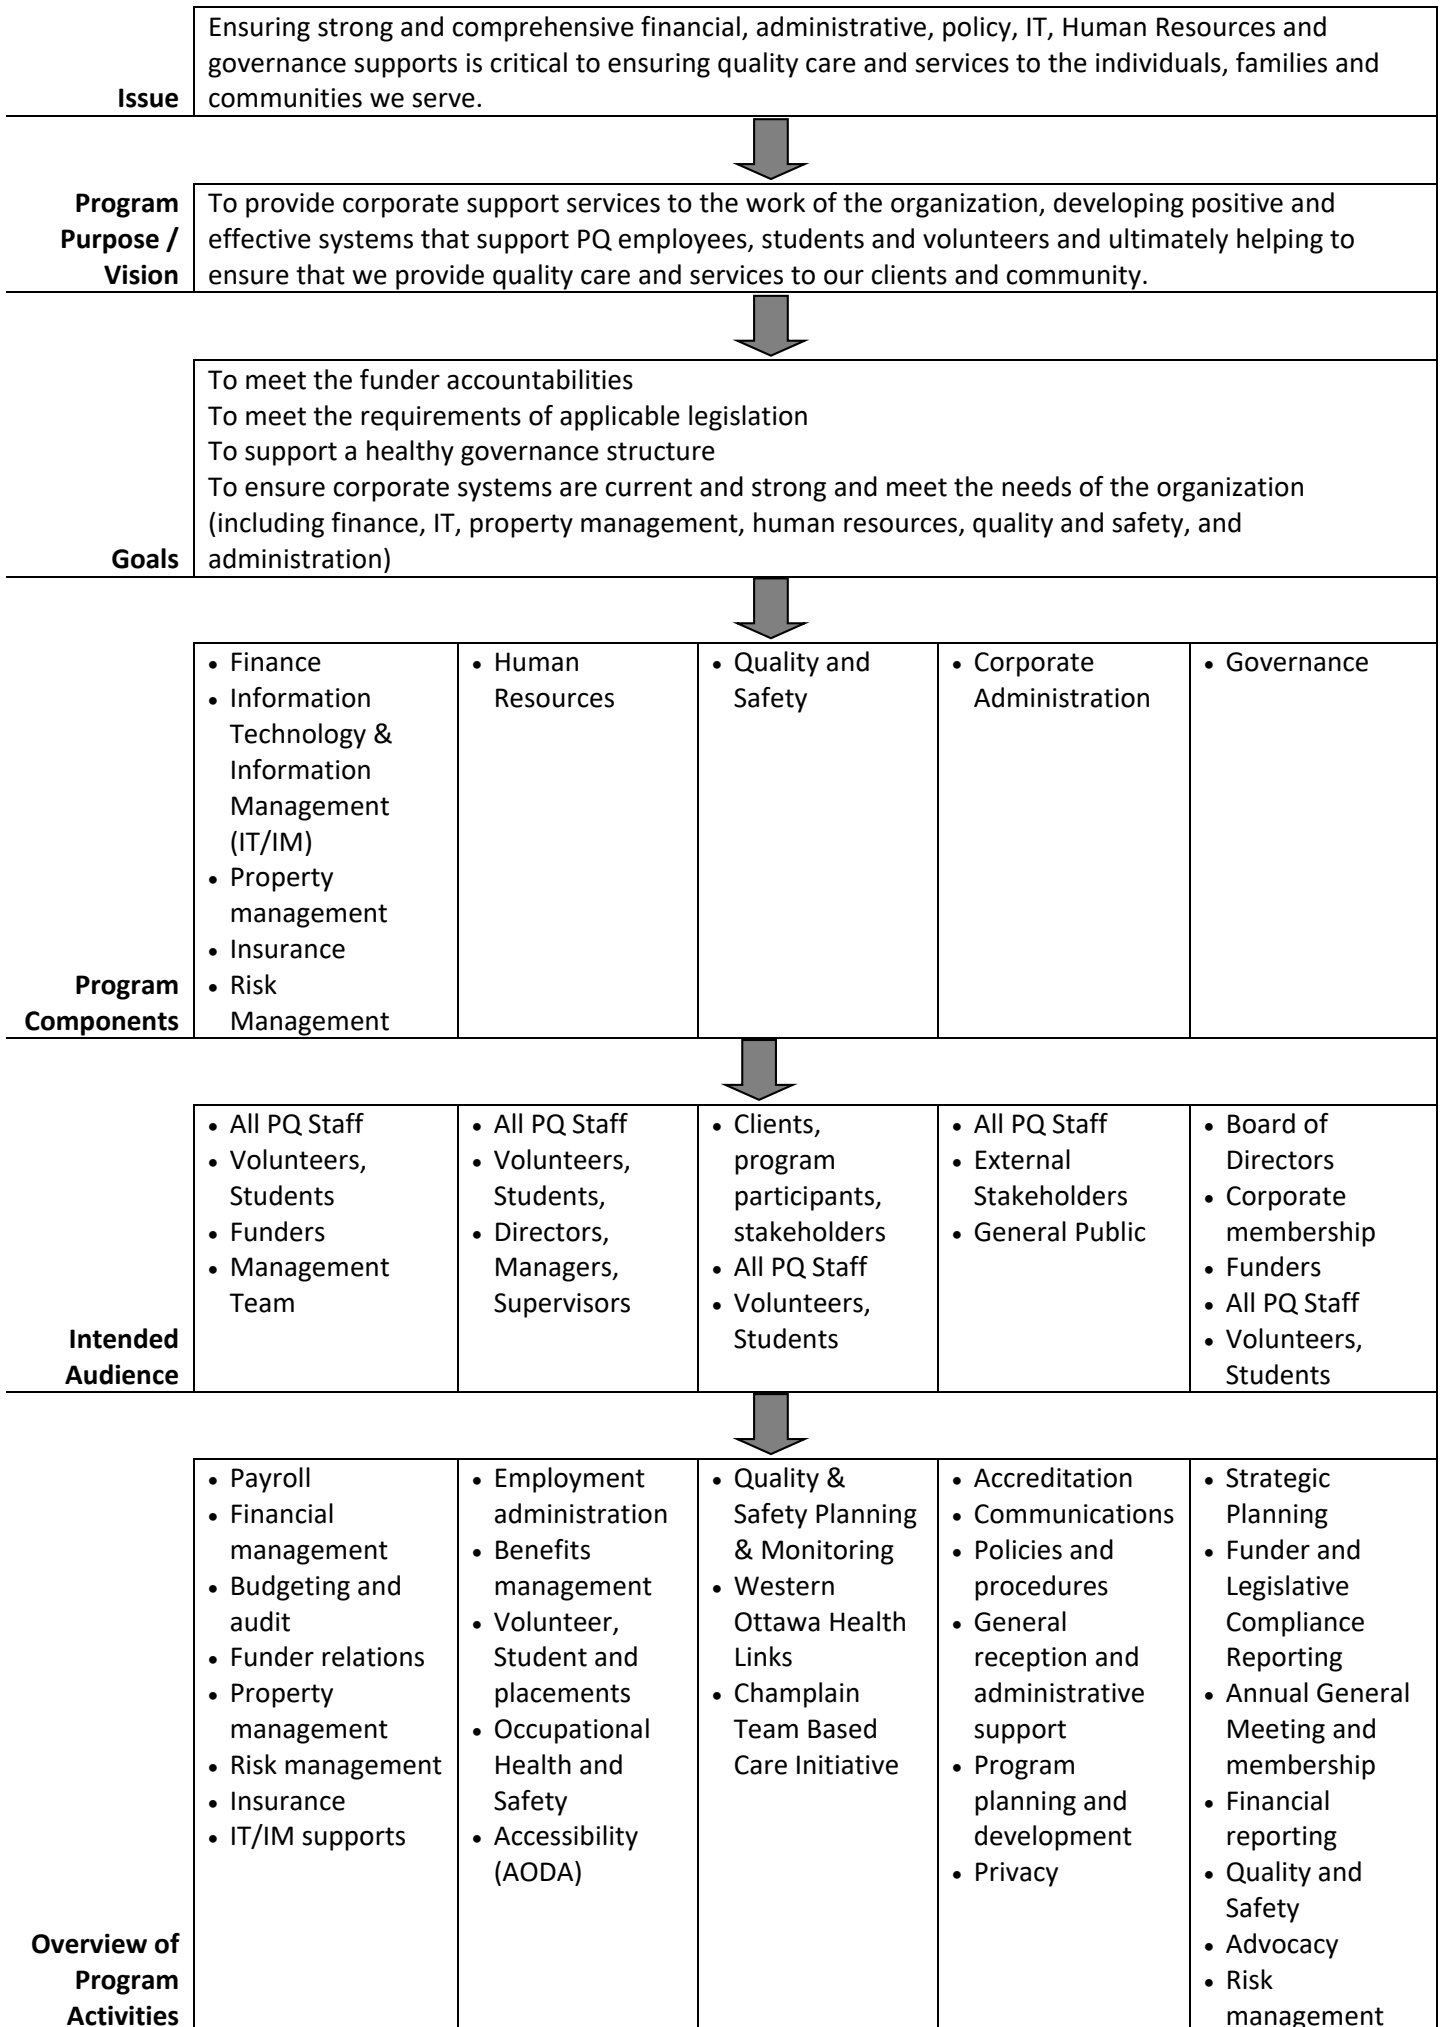 Ensuring strong and comprehensive financial, administrative, policy, IT, Human Resources and
governance supports is critical to ensuring quality care and services to the individuals, families and
Issue communities we serve.
Program To provide corporate support services to the work of the organization, developing positive and
Purpose / effective systems that support PQ employees, students and volunteers and ultimately helping to
Vision ensure that we provide quality care and services to our clients and community.
To meet the funder accountabilities
To meet the requirements of applicable legislation
To support a healthy governance structure
To ensure corporate systems are current and strong and meet the needs of the organization
(including finance, IT, property management, human resources, quality and safety, and
Goals administration)
Program
Components
• Finance
• Information
Technology &
Information
Management
(IT/IM)
• Property
management
• Insurance
• Risk
Management
• Human
Resources
• Quality and
Safety
• Corporate
Administration
• Governance
Intended
Audience
• All PQ Staff
• Volunteers,
Students
• Funders
• Management
Team
• All PQ Staff
• Volunteers,
Students,
• Directors,
Managers,
Supervisors
• Clients,
program
participants,
stakeholders
• All PQ Staff
• Volunteers,
Students
• All PQ Staff
• External
Stakeholders
• General Public
• Board of
Directors
• Corporate
membership
• Funders
• All PQ Staff
• Volunteers,
Students
Overview of
Program
Activities
• Payroll
• Financial
management
• Budgeting and
audit
• Funder relations
• Property
management
• Risk management
• Insurance
• IT/IM supports
• Employment
administration
• Benefits
management
• Volunteer,
Student and
placements
• Occupational
Health and
Safety
• Accessibility
(AODA)
• Quality &
Safety Planning
& Monitoring
• Western
Ottawa Health
Links
• Champlain
Team Based
Care Initiative
• Accreditation
• Communications
• Policies and
procedures
• General
reception and
administrative
support
• Program
planning and
development
• Privacy
• Strategic
Planning
• Funder and
Legislative
Compliance
Reporting
• Annual General
Meeting and
membership
• Financial
reporting
• Quality and
Safety
• Advocacy
• Risk
management